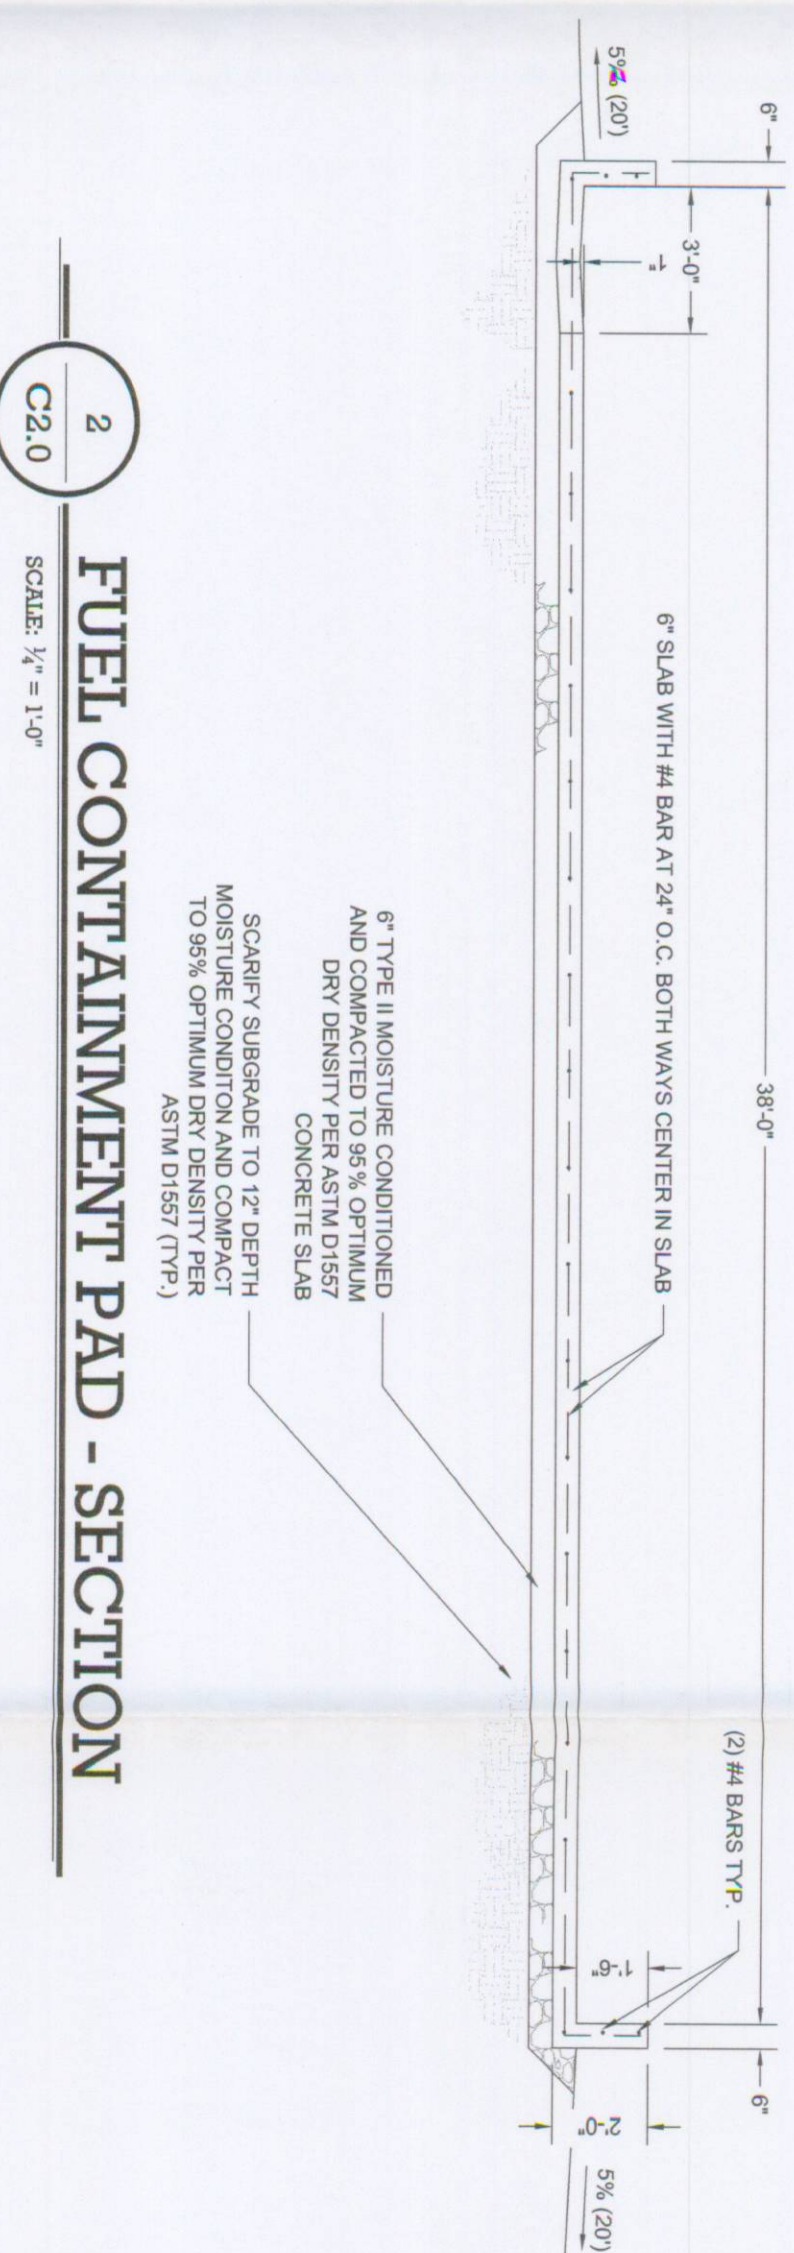 6"
38'-0"
6"
3'-0"
1"
5% (20')
6" SLAB WITH #4 BAR AT 24" O.C. BOTH WAYS CENTER IN SLAB
(2) #4 BARS TYP.
1'-6"
2'-0"
5% (20')
6" TYPE II MOISTURE CONDITIONED
AND COMPACTED TO 95% OPTIMUM
DRY DENSITY PER ASTM D1557
CONCRETE SLAB
SCARIFY SUBGRADE TO 12" DEPTH
MOISTURE CONDITON AND COMPACT
TO 95% OPTIMUM DRY DENSITY PER
ASTM D1557 (TYP.)
2
C2.0
FUEL CONTAINMENT PAD - SECTION
SCALE: ¼" = 1'-0"